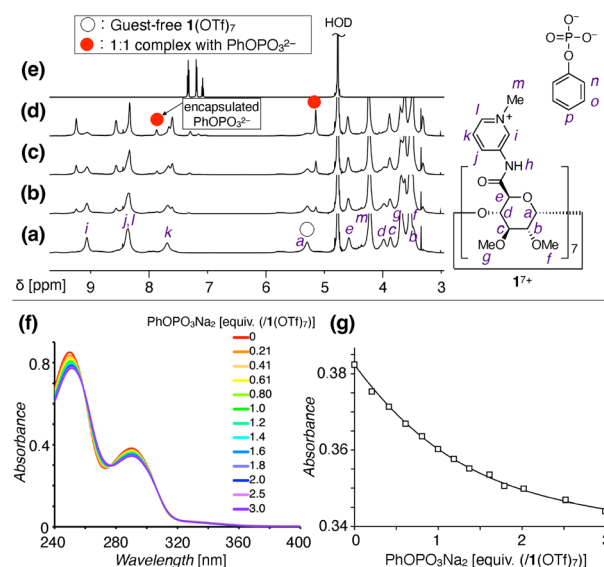 : Guest-free 1(OTf)7
: 1:1 complex with PhOPO3^2−
HOD
(e)
(d)
encapsulated
PhOPO3^2−
(c)
(b)
(a)
i
j,l
k
a
e
m
d
c
g
b
f
9
8
7
6
5
4
3
δ [ppm]
O−
O=P−O−
O
n
o
p
m
CH3
l
N+
k
i
j
NH
h
O
e
O
d
a
O
c
b
MeO
OMe
g
f
7
1^7+
(f)
PhOPO3Na2 [equiv. (/1(OTf)7)]
0
0.21
0.41
0.61
0.80
1.0
1.2
1.4
1.6
1.8
2.0
2.5
3.0
Absorbance
0.8
0.4
0
240
280
320
360
400
Wavelength [nm]
(g)
Absorbance
0.38
0.36
0.34
0
1
2
3
PhOPO3Na2 [equiv. (/1(OTf)7)]